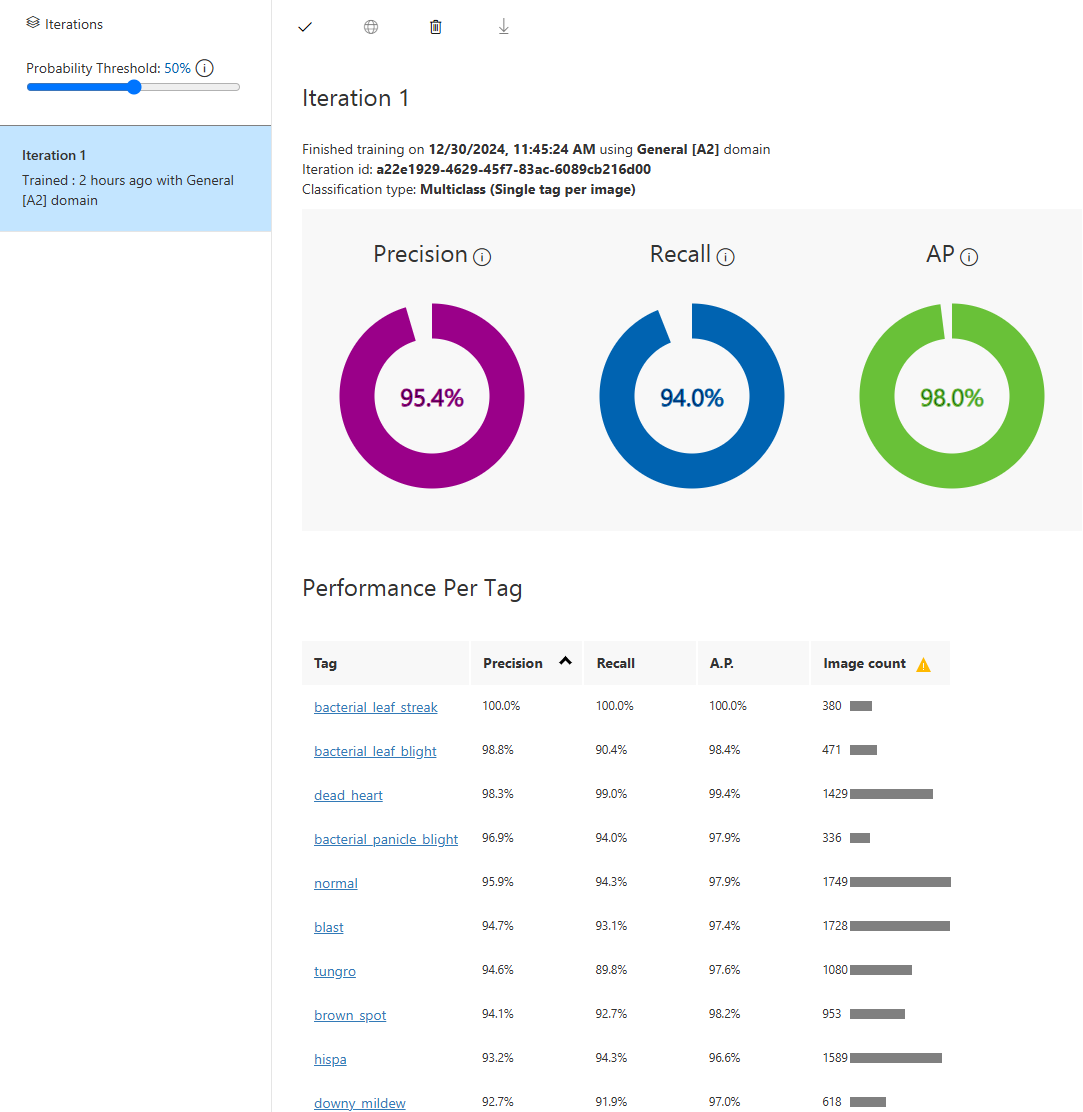 Iterations
Probability Threshold: 50%
Iteration 1
Trained : 2 hours ago with General
[A2] domain
Iteration 1
Finished training on 12/30/2024, 11:45:24 AM using General [A2] domain
Iteration id: a22e1929-4629-45f7-83ac-6089cb216d00
Classification type: Multiclass (Single tag per image)
Precision Recall AP
95.4% 94.0% 98.0%
Performance Per Tag
Tag Precision Recall A.P. Image count
bacterial_leaf_streak 100.0% 100.0% 100.0% 380
bacterial_leaf_blight 98.8% 90.4% 98.4% 471
dead_heart 98.3% 99.0% 99.4% 1429
bacterial_panicle_blight 96.9% 94.0% 97.9% 336
normal 95.9% 94.3% 97.9% 1749
blast 94.7% 93.1% 97.4% 1728
tungro 94.6% 89.8% 97.6% 1080
brown_spot 94.1% 92.7% 98.2% 953
hispa 93.2% 94.3% 96.6% 1589
downy_mildew 92.7% 91.9% 97.0% 618